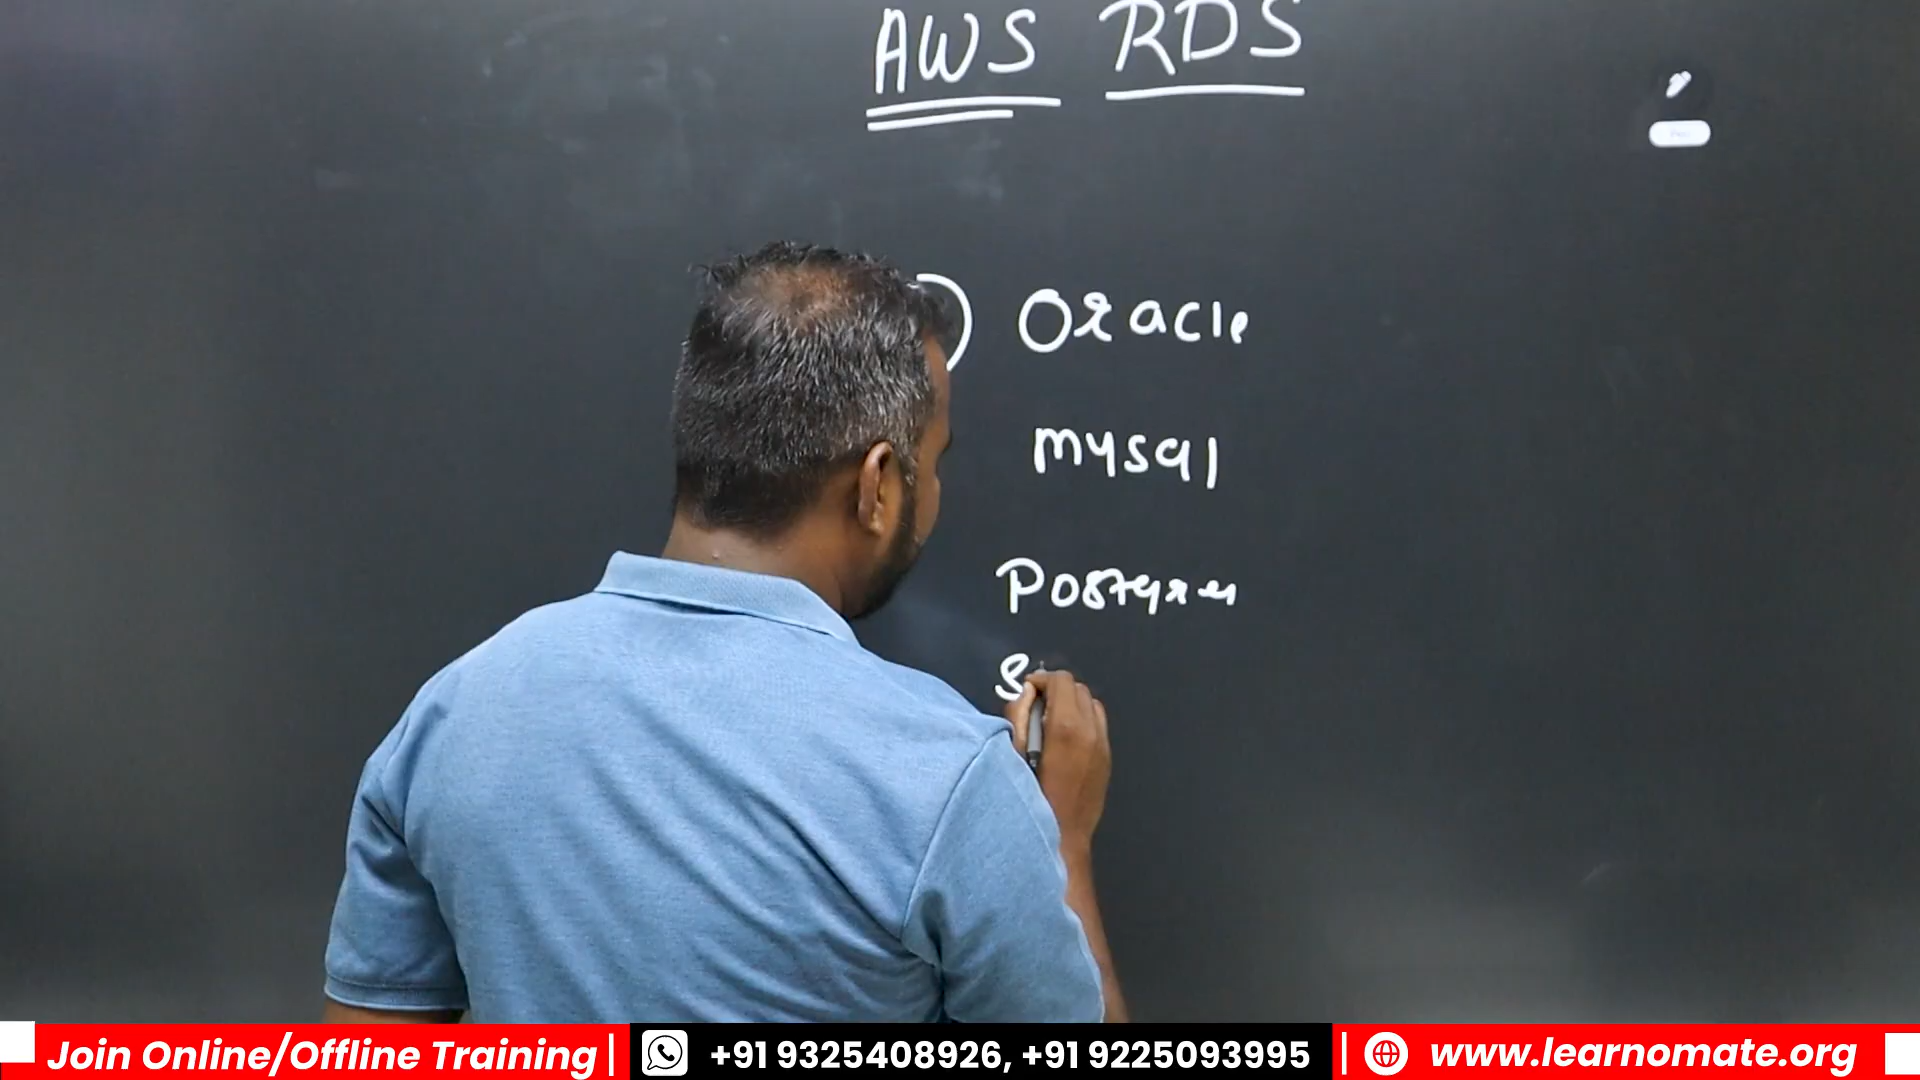 AWS RDS
Oracle
mysql
Postgres
S
Join Online/Offline Training | +91 9325408926, +91 9225093995 | www.learnomate.org